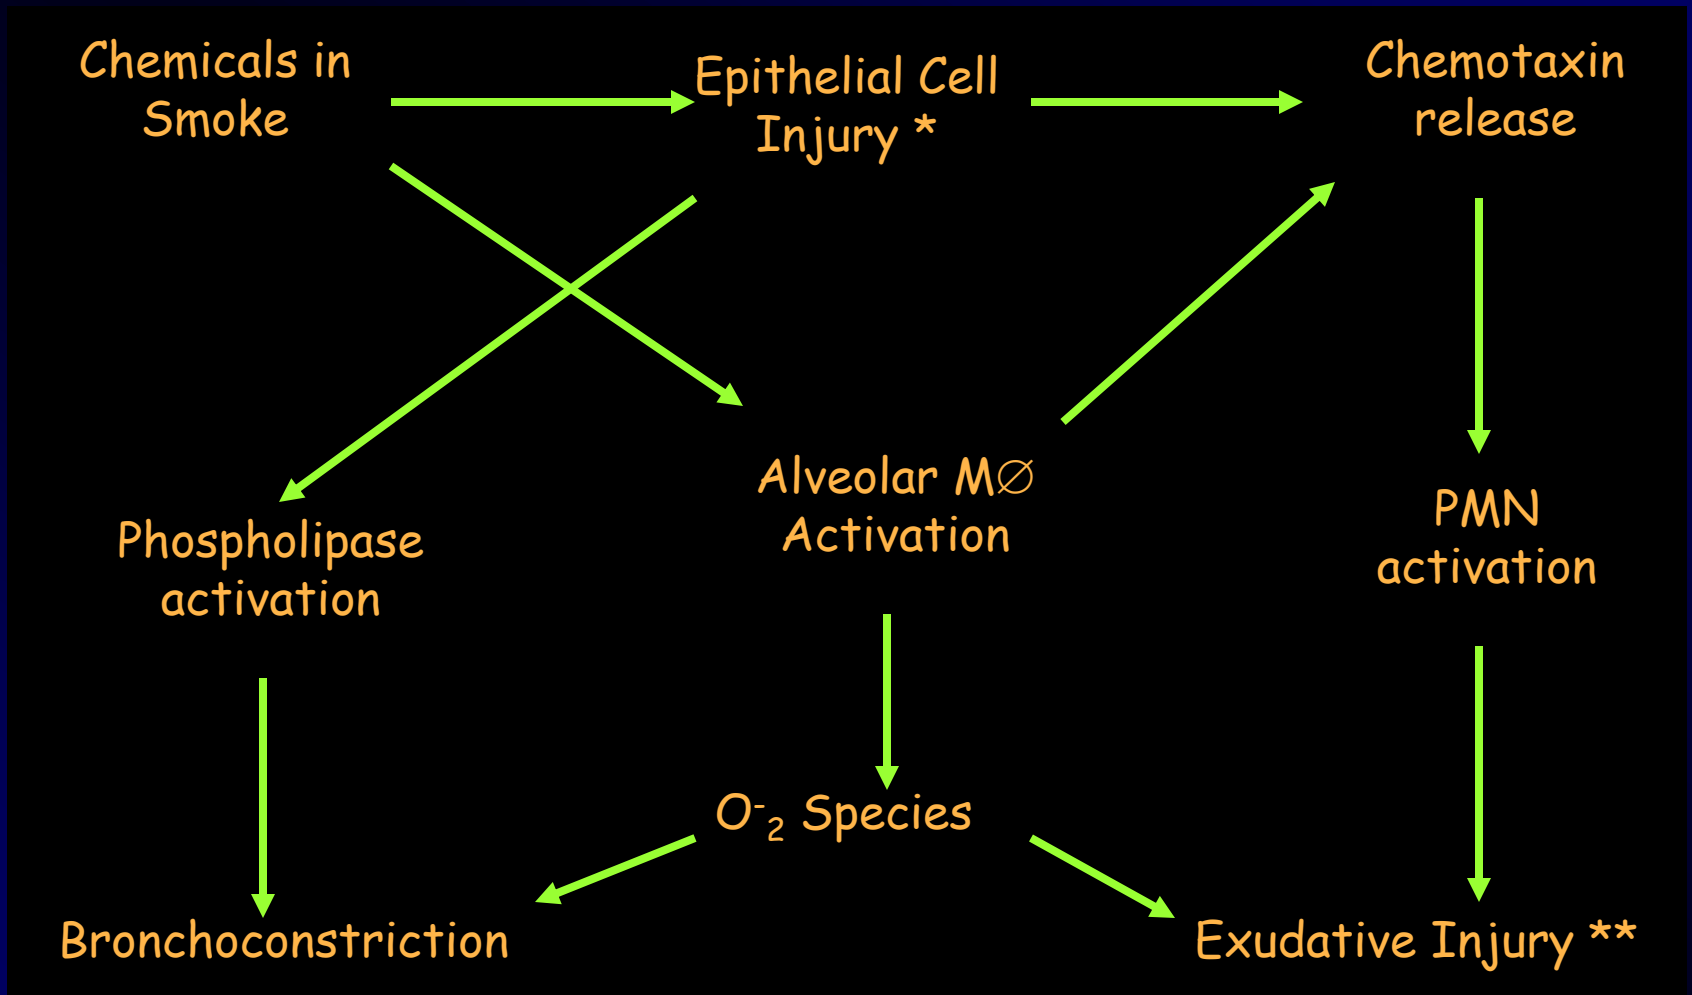 Chemicals in
Smoke
Epithelial Cell
Injury *
Chemotaxin
release
Phospholipase
activation
Alveolar M∅
Activation
PMN
activation
O⁻₂ Species
Bronchoconstriction
Exudative Injury **